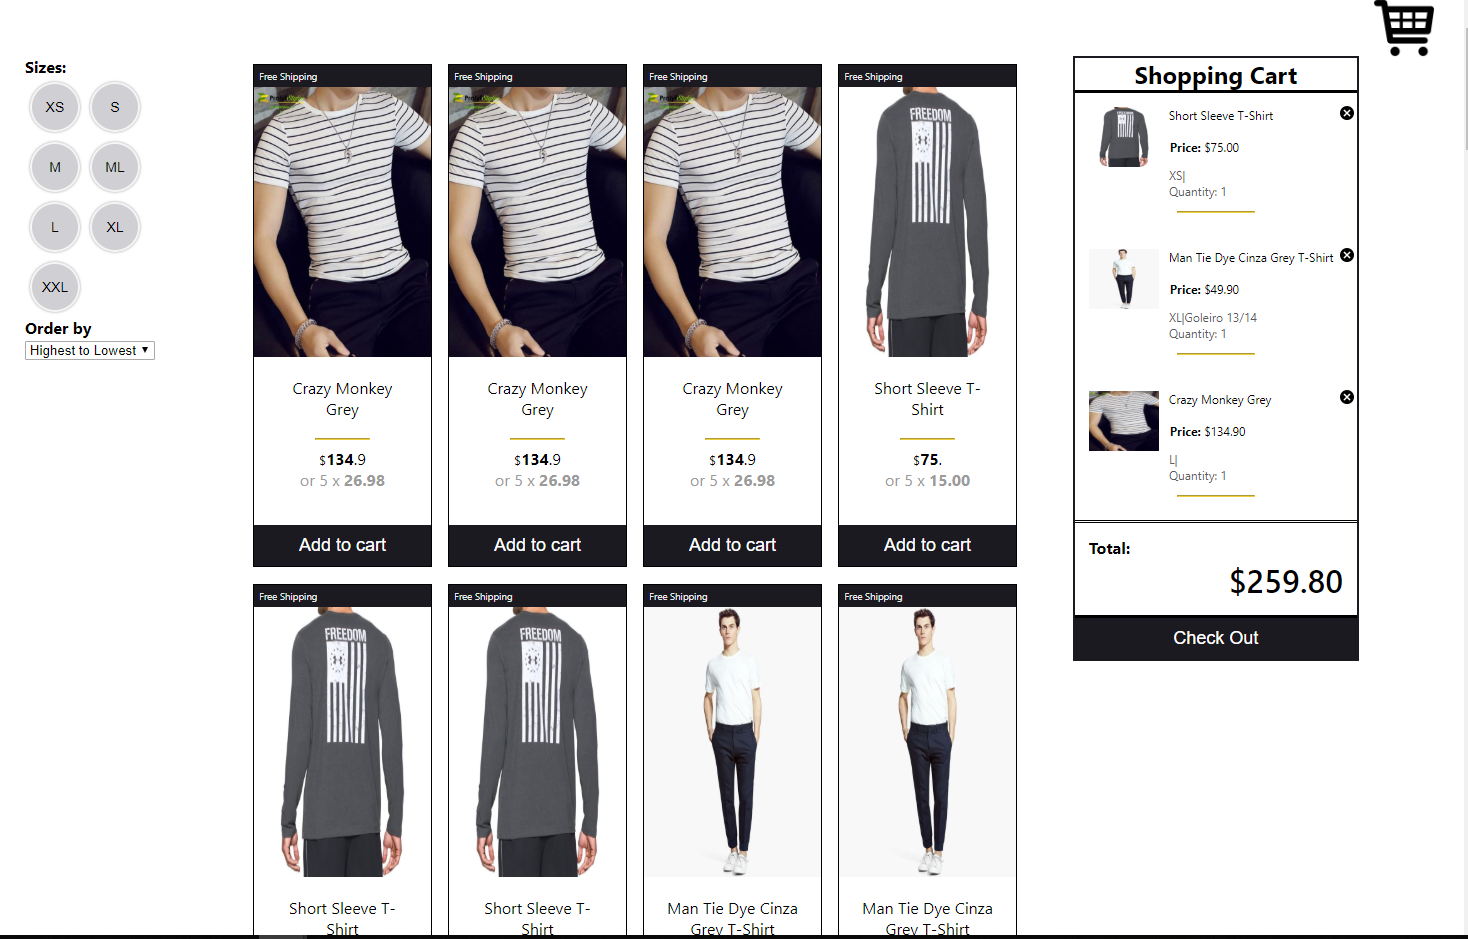 Sizes:
XS
S
M
ML
L
XL
XXL
Order by
Highest to Lowest
Free Shipping
Crazy Monkey
Grey
$134.9
or 5 x 26.98
Add to cart
Free Shipping
Crazy Monkey
Grey
$134.9
or 5 x 26.98
Add to cart
Free Shipping
Crazy Monkey
Grey
$134.9
or 5 x 26.98
Add to cart
Free Shipping
FREEDOM
Short Sleeve T-
Shirt
$75.
or 5 x 15.00
Add to cart
Free Shipping
FREEDOM
Short Sleeve T-
Shirt
Free Shipping
FREEDOM
Short Sleeve T-
Shirt
Free Shipping
Man Tie Dye Cinza
Grey T-Shirt
Free Shipping
Man Tie Dye Cinza
Grey T-Shirt
Shopping Cart
Short Sleeve T-Shirt
Price: $75.00
XS|
Quantity: 1
Man Tie Dye Cinza Grey T-Shirt
Price: $49.90
XL|Goleiro 13/14
Quantity: 1
Crazy Monkey Grey
Price: $134.90
L|
Quantity: 1
Total:
$259.80
Check Out